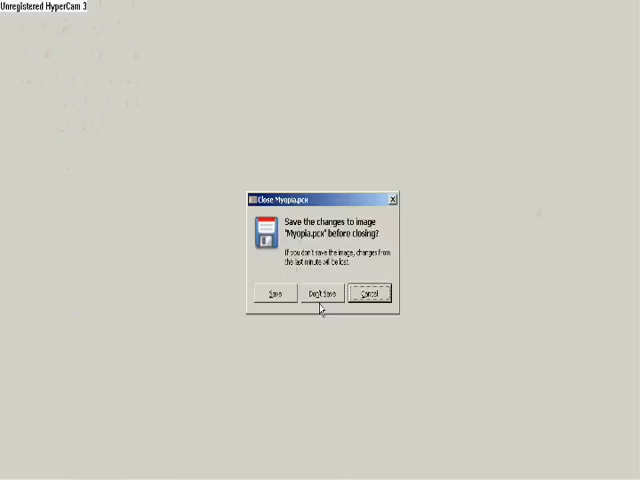 Unregistered HyperCam 3
Close Myopia.pcx
Save the changes to image
"Myopia.pcx" before closing?
If you don't save the image, changes from
the last minute will be lost.
Save
Don't Save
Cancel